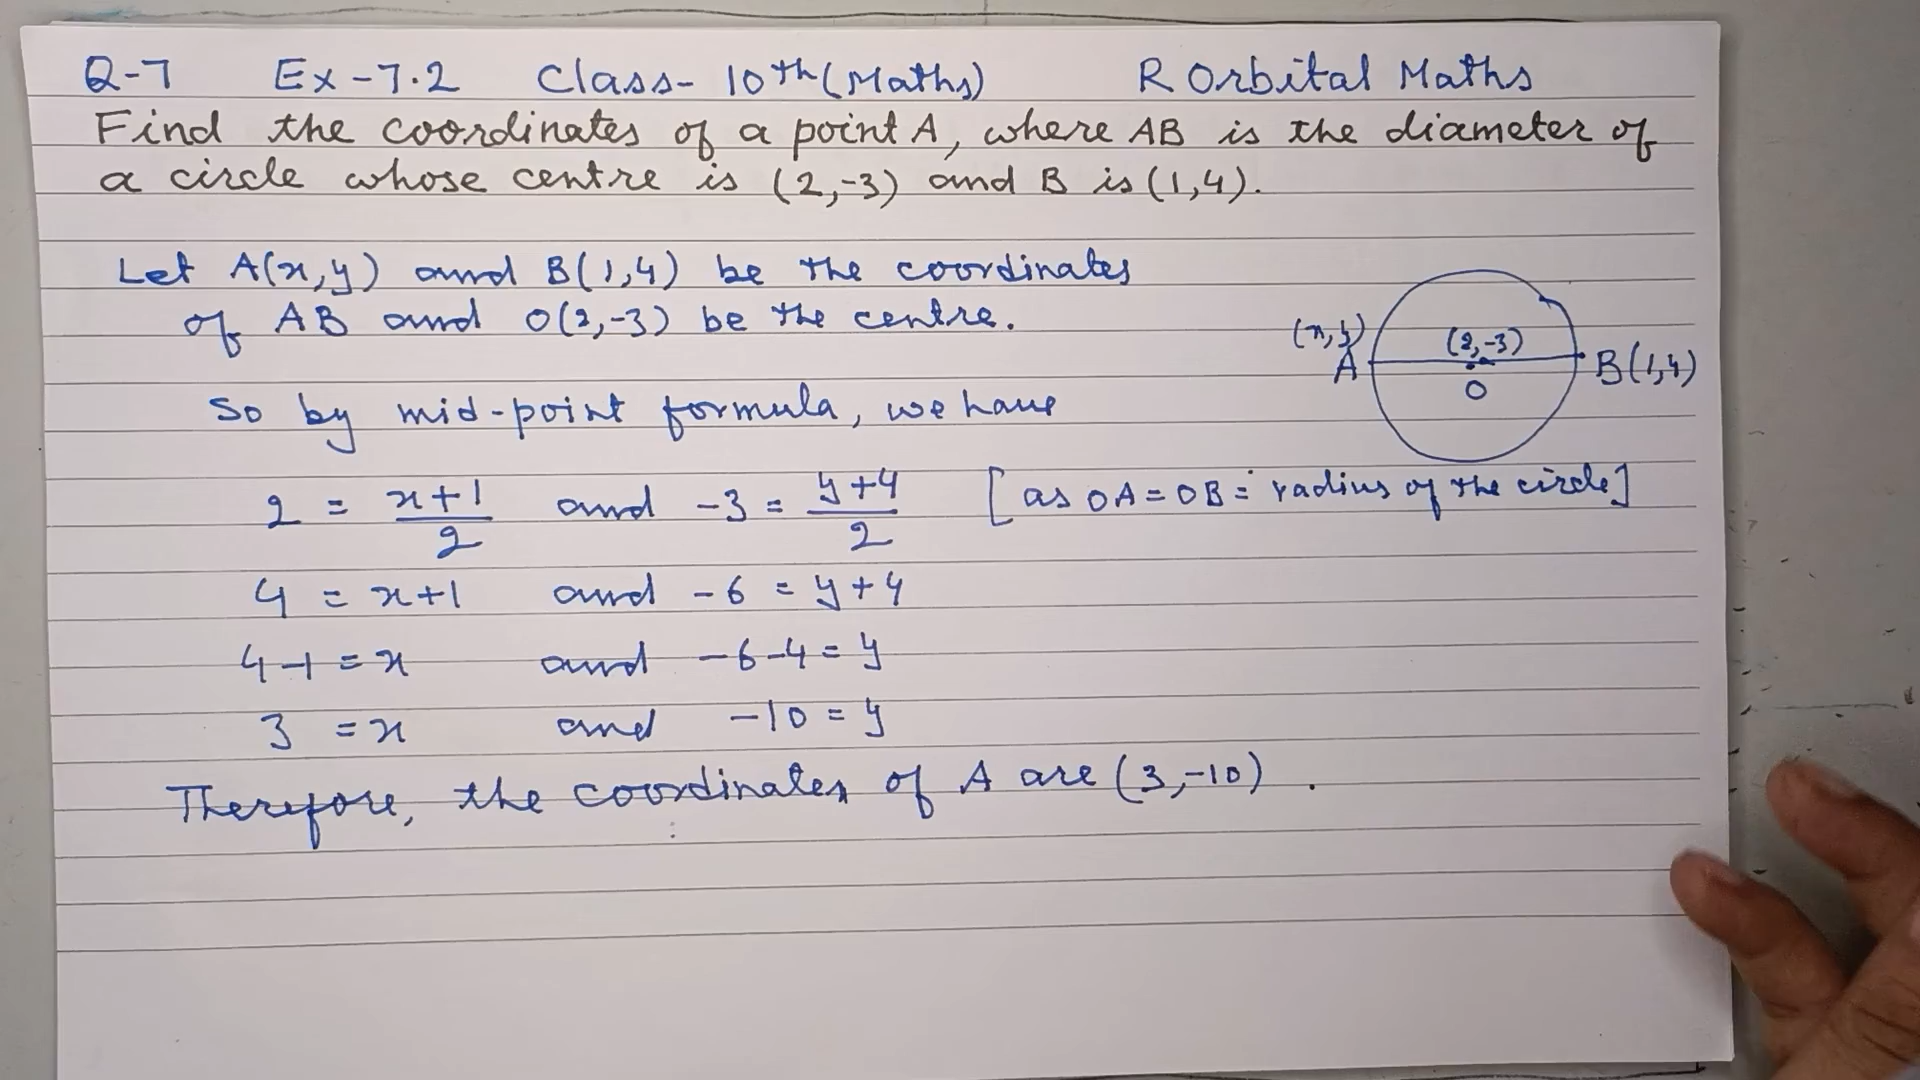 Q-7 Ex-7.2 Class- 10th (Maths) R Orbital Maths
Find the coordinates of a point A, where AB is the diameter of
a circle whose centre is (2,-3) and B is (1,4).
Let A(x,y) and B(1,4) be the coordinates
of AB and O(2,-3) be the centre.
(x,y)
A
(2,-3)
O
B(1,4)
So by mid-point formula, we have
2 = x+1/2 and -3 = y+4/2 [as OA = OB = radius of the circle]
4 = x+1 and -6 = y+4
4-1 = x and -6-4 = y
3 = x and -10 = y
Therefore, the coordinates of A are (3,-10).